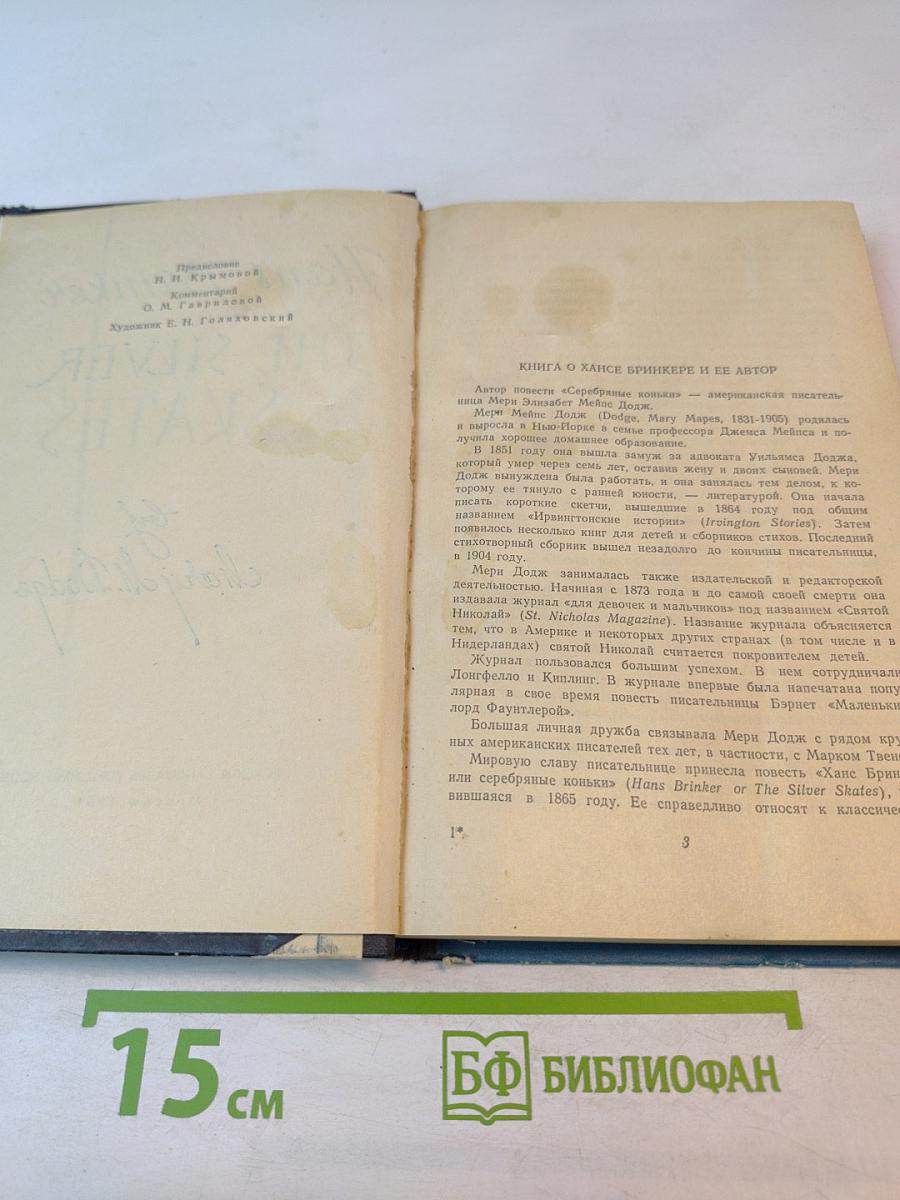 Предисловие
Н. И. Крымовой
Комментарий
О. М. Гавриловой
Художник Е. Н. Голяховский
КНИГА О ХАНСЕ БРИНКЕРЕ И ЕЕ АВТОР
Автор повести «Серебряные коньки» — американская писатель-
ница Мери Элизабет Мейпс Додж.
Мери Мейпс Додж (Dodge, Mary Mapes, 1831-1905) родилась
и выросла в Нью-Йорке в семье профессора Джемса Мейпса и по-
лучила хорошее домашнее образование.
В 1851 году она вышла замуж за адвоката Уильямса Доджа,
который умер через семь лет, оставив жену и двоих сыновей. Мери
Додж вынуждена была работать, и она занялась тем делом, к ко-
торому ее тянуло с ранней юности, — литературой. Она начала
писать короткие скетчи, вышедшие в 1864 году под общим
названием «Ирвингтонские истории» (Irvington Stories). Затем
появилось несколько книг для детей и сборников стихов. Последний
стихотворный сборник вышел незадолго до кончины писательницы,
в 1904 году.
Мери Додж занималась также издательской и редакторской
деятельностью. Начиная с 1873 года и до самой своей смерти она
издавала журнал «для девочек и мальчиков» под названием «Святой
Николай» (St. Nicholas Magazine). Название журнала объясняется
тем, что в Америке и некоторых других странах (в том числе и в
Нидерландах) святой Николай считается покровителем детей.
Журнал пользовался большим успехом. В нем сотрудничали
Лонгфелло и Киплинг. В журнале впервые была напечатана попу
лярная в свое время повесть писательницы Бэрнет «Маленьки
лорд Фаунтлерой».
Большая личная дружба связывала Мери Додж с рядом кру
ных американских писателей тех лет, в частности, с Марком Твено
Мировую славу писательнице принесла повесть «Ханс Брин
или серебряные коньки» (Hans Brinker or The Silver Skates),
вившаяся в 1865 году. Ее справедливо относят к классичес
1*
3
15 см
БФ БИБЛИОФАН